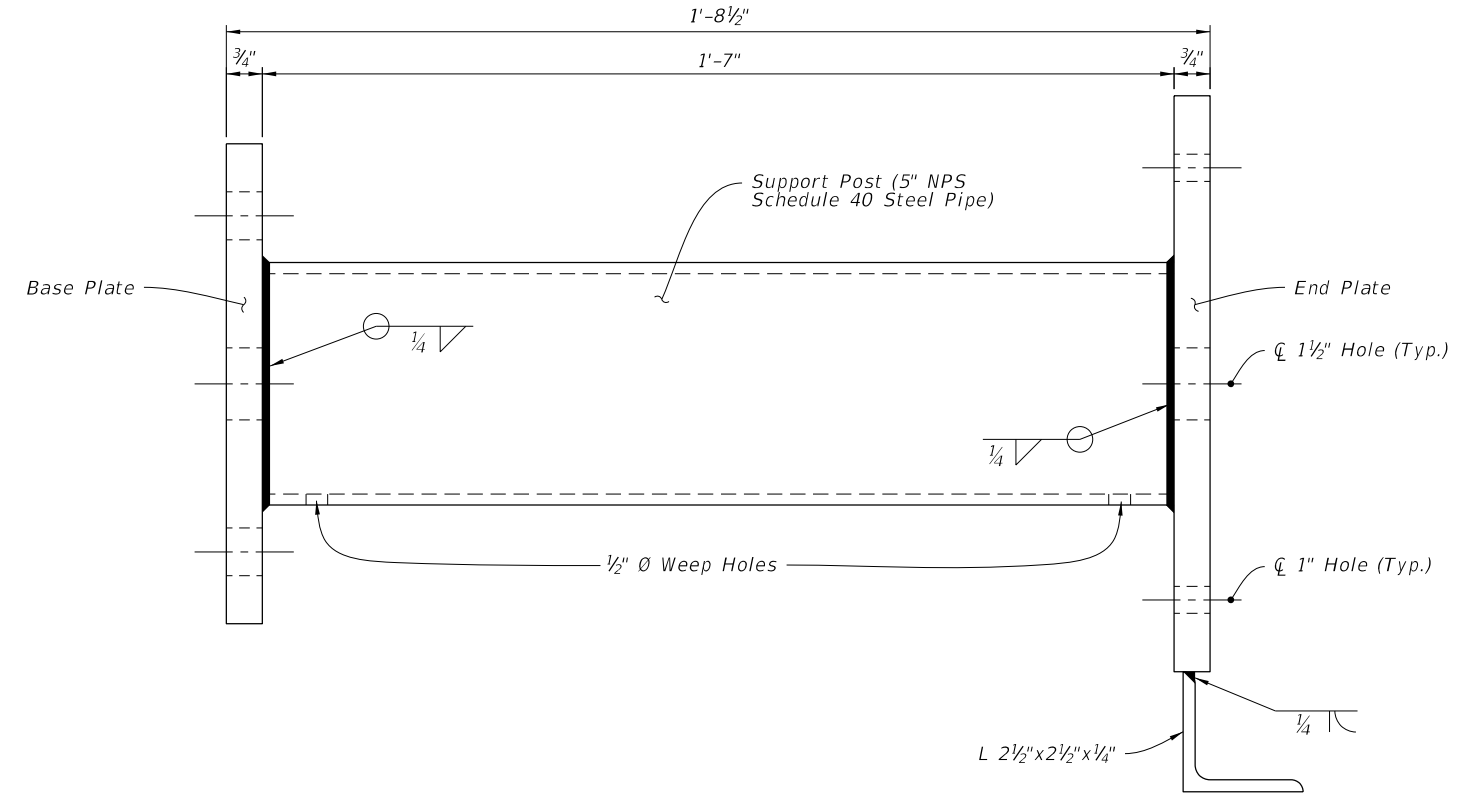 1'-8½"
¾"
1'-7"
¾"
Support Post (5" NPS
Schedule 40 Steel Pipe)
Base Plate
End Plate
¼
℄ 1½" Hole (Typ.)
¼
½" Ø Weep Holes
℄ 1" Hole (Typ.)
¼
L 2½"x2½"x¼"